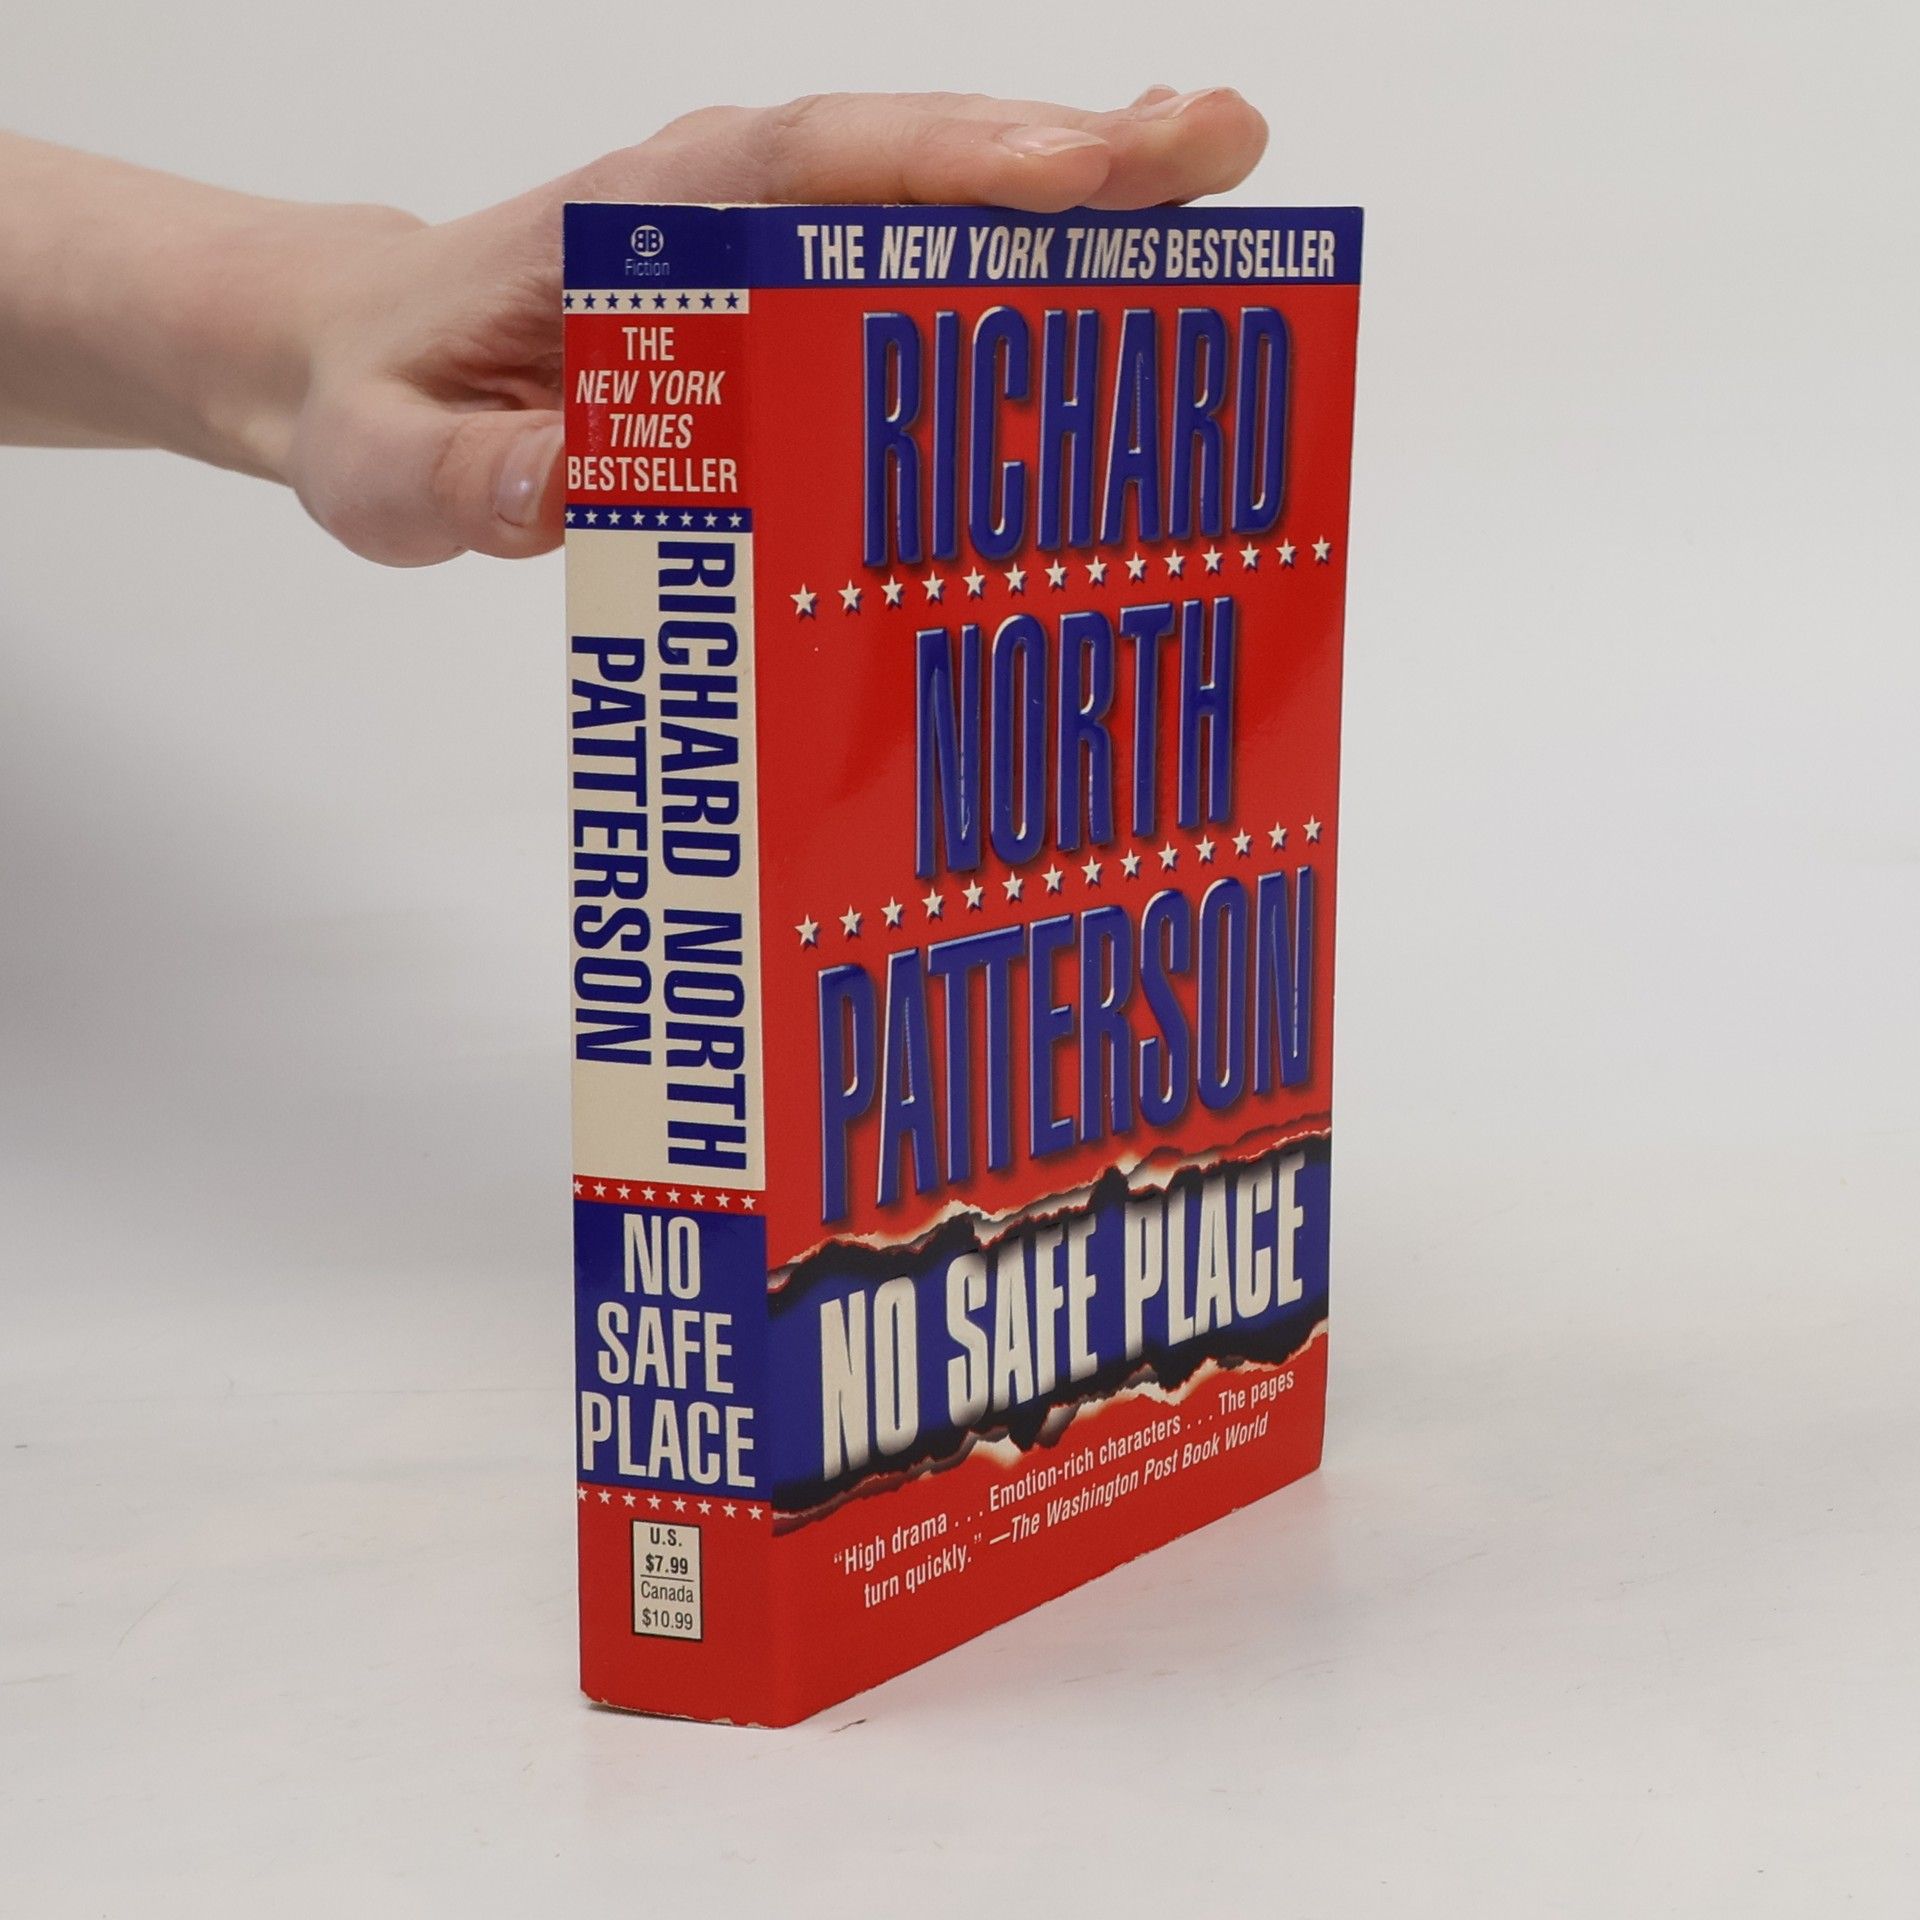 BB
Fiction
THE
NEW YORK
TIMES
BESTSELLER
RICHARD NORTH
PATTERSON
NO
SAFE
PLACE
U.S.
$7.99
Canada
$10.99
THE NEW YORK TIMES BESTSELLER
RICHARD
NORTH
PATTERSON
NO SAFE PLACE
“High drama . . . Emotion-rich characters . . . The pages
turn quickly.” —The Washington Post Book World